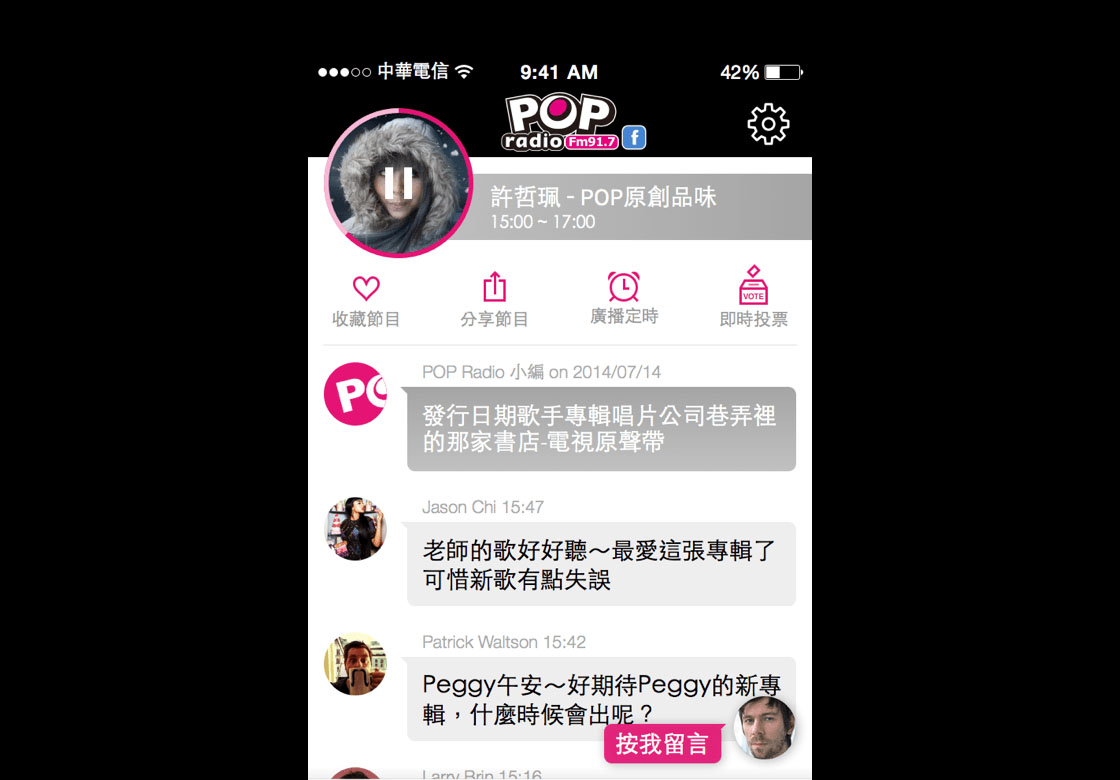 中華電信
9:41 AM
42%
POP
radio Fm91.7 f
許哲珮 - POP原創品味
15:00 ~ 17:00
收藏節目
分享節目
廣播定時
VOTE
即時投票
POP Radio 小編 on 2014/07/14
PO
發行日期歌手專輯唱片公司巷弄裡
的那家書店-電視原聲帶
Jason Chi 15:47
老師的歌好好聽～最愛這張專輯了
可惜新歌有點失誤
Patrick Waltson 15:42
Peggy午安～好期待Peggy的新專
輯，什麼時候會出呢？
按我留言
Larry Brin 15:16